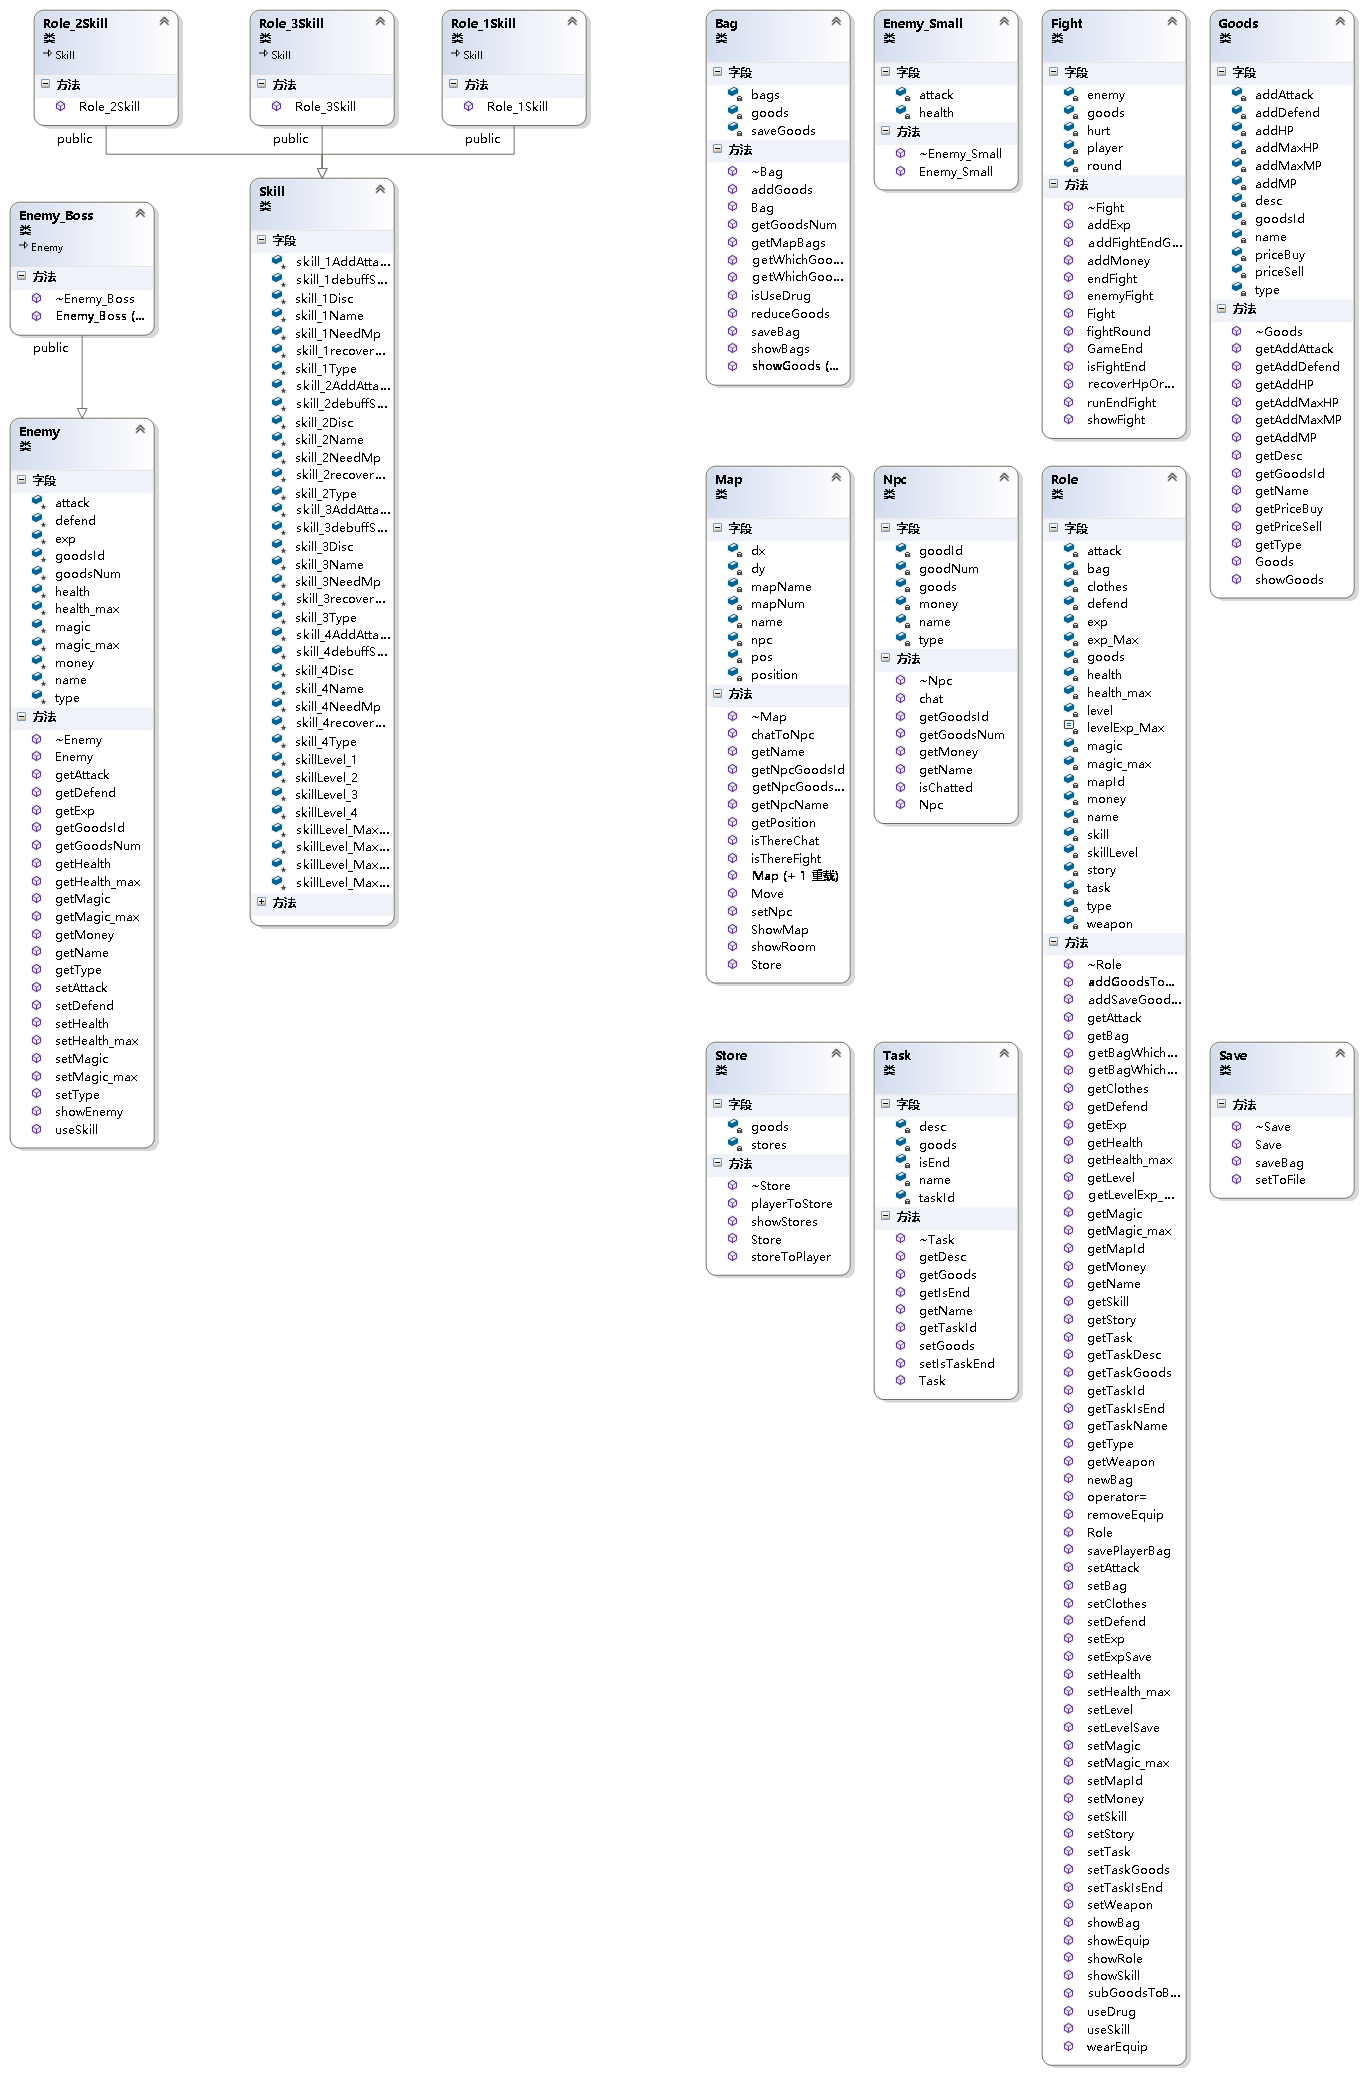 Role_2Skill
Skill
方法
Role_2Skill
public
Role_3Skill
Skill
方法
Role_3Skill
public
Role_1Skill
Skill
方法
Role_1Skill
public
Enemy_Boss
Enemy
方法
~Enemy_Boss
Enemy_Boss (...
public
Enemy
字段
attack
defend
exp
goodsId
goodsNum
health
health_max
magic
magic_max
money
name
type
方法
~Enemy
Enemy
getAttack
getDefend
getExp
getGoodsId
getGoodsNum
getHealth
getHealth_max
getMagic
getMagic_max
getMoney
getName
getType
setAttack
setDefend
setHealth
setHealth_max
setMagic
setMagic_max
setType
showEnemy
useSkill
Skill
字段
skill_1AddAtta...
skill_1debuffS...
skill_1Disc
skill_1Name
skill_1NeedMp
skill_1recover...
skill_1Type
skill_2AddAtta...
skill_2debuffS...
skill_2Disc
skill_2Name
skill_2NeedMp
skill_2recover...
skill_2Type
skill_3AddAtta...
skill_3debuffS...
skill_3Disc
skill_3Name
skill_3NeedMp
skill_3recover...
skill_3Type
skill_4AddAtta...
skill_4debuffS...
skill_4Disc
skill_4Name
skill_4NeedMp
skill_4recover...
skill_4Type
skillLevel_1
skillLevel_2
skillLevel_3
skillLevel_4
skillLevel_Max...
skillLevel_Max...
skillLevel_Max...
skillLevel_Max...
方法
Bag
字段
bags
goods
saveGoods
方法
~Bag
addGoods
Bag
getGoodsNum
getMapBags
getWhichGoo...
getWhichGoo...
isUseDrug
reduceGoods
saveBag
showBags
showGoods (...
Enemy_Small
字段
attack
health
方法
~Enemy_Small
Enemy_Small
Fight
字段
enemy
goods
hurt
player
round
方法
~Fight
addExp
addFightEndG...
addMoney
endFight
enemyFight
Fight
fightRound
GameEnd
isFightEnd
recoverHpOr...
runEndFight
showFight
Goods
字段
addAttack
addDefend
addHP
addMaxHP
addMaxMP
addMP
desc
goodsId
name
priceBuy
priceSell
type
方法
~Goods
getAddAttack
getAddDefend
getAddHP
getAddMaxHP
getAddMaxMP
getAddMP
getDesc
getGoodsId
getName
getPriceBuy
getPriceSell
getType
Goods
showGoods
Map
字段
dx
dy
mapName
mapNum
name
npc
pos
position
方法
~Map
chatToNpc
getName
getNpcGoodsId
getNpcGoods...
getNpcName
getPosition
isThereChat
isThereFight
Map (+ 1 重载)
Move
setNpc
ShowMap
showRoom
Store
Npc
字段
goodId
goodNum
goods
money
name
type
方法
~Npc
chat
getGoodsId
getGoodsNum
getMoney
getName
isChatted
Npc
Role
字段
attack
bag
clothes
defend
exp
exp_Max
goods
health
health_max
level
levelExp_Max
magic
magic_max
mapId
money
name
skill
skillLevel
story
task
type
weapon
方法
~Role
addGoodsTo...
addSaveGood...
getAttack
getBag
getBagWhich...
getBagWhich...
getClothes
getDefend
getExp
getHealth
getHealth_max
getLevel
getLevelExp_...
getMagic
getMagic_max
getMapId
getMoney
getName
getSkill
getStory
getTask
getTaskDesc
getTaskGoods
getTaskId
getTaskIsEnd
getTaskName
getType
getWeapon
newBag
operator=
removeEquip
Role
savePlayerBag
setAttack
setBag
setClothes
setDefend
setExp
setExpSave
setHealth
setHealth_max
setLevel
setLevelSave
setMagic
setMagic_max
setMapId
setMoney
setSkill
setStory
setTask
setTaskGoods
setTaskIsEnd
setWeapon
showBag
showEquip
showRole
showSkill
subGoodsToB...
useDrug
useSkill
wearEquip
Store
字段
goods
stores
方法
~Store
playerToStore
showStores
Store
storeToPlayer
Task
字段
desc
goods
isEnd
name
taskId
方法
~Task
getDesc
getGoods
getIsEnd
getName
getTaskId
setGoods
setIsTaskEnd
Task
Save
方法
~Save
Save
saveBag
setToFile